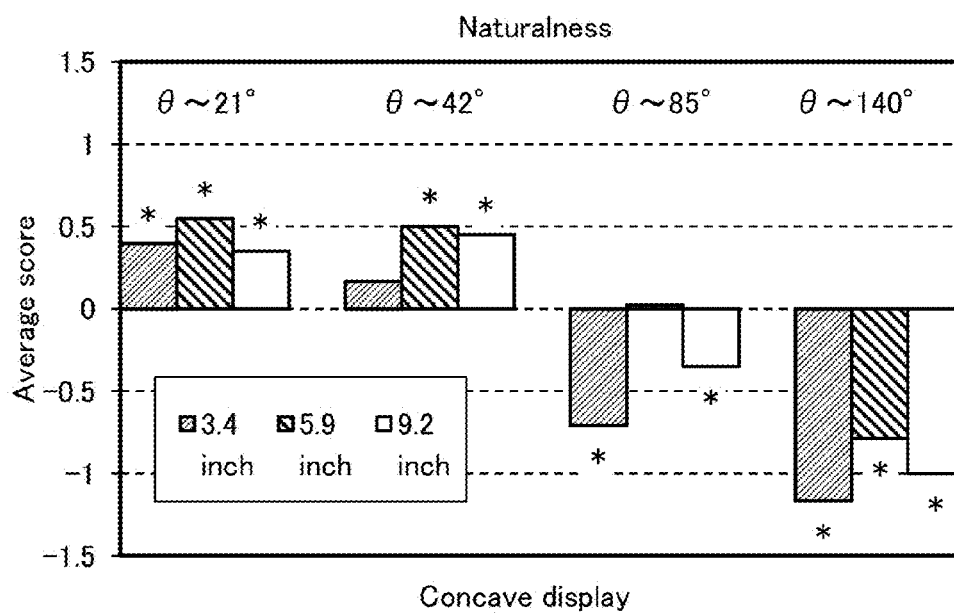 Naturalness
1.5
θ ~21° θ ~42° θ ~85° θ ~140°
1
* * * * *
0.5
0
-0.5
-1
-1.5
* * * * *
Average score
3.4 inch
5.9 inch
9.2 inch
Concave display